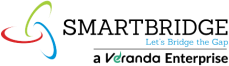 SMARTBRIDGE
Let's Bridge the Gap
a Veranda Enterprise